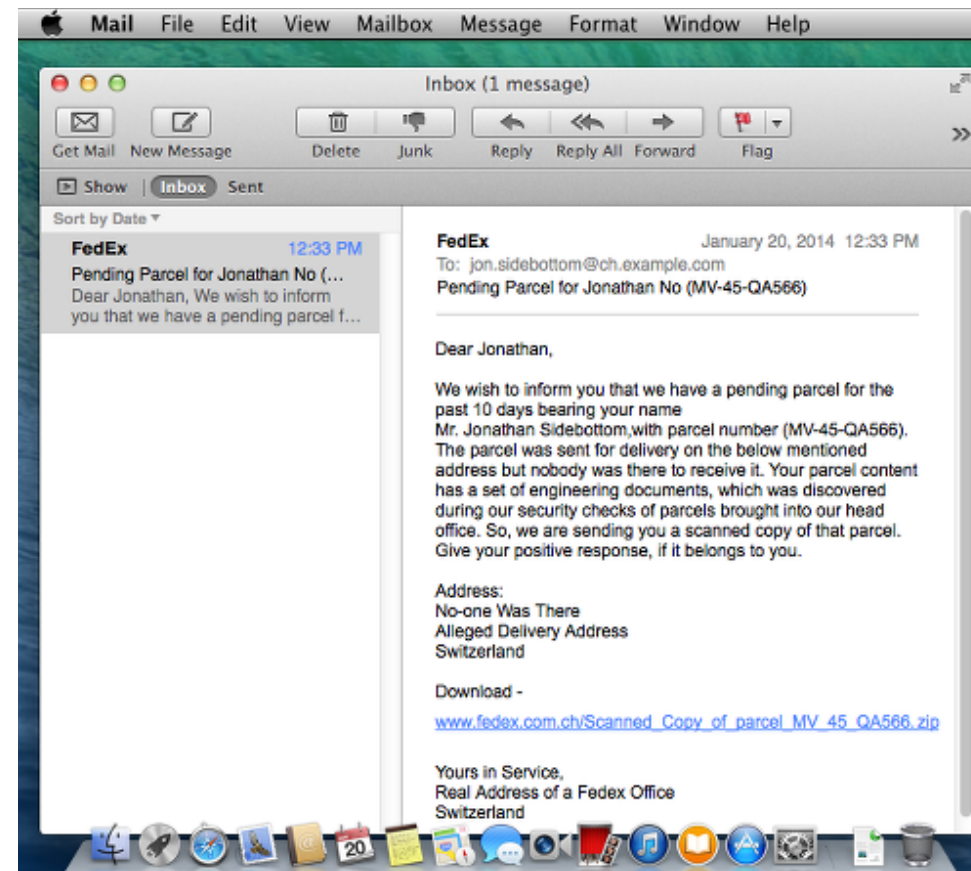 Mail File Edit View Mailbox Message Format Window Help
Inbox (1 message)
Get Mail New Message Delete Junk Reply Reply All Forward Flag
Show Inbox Sent
Sort by Date
FedEx 12:33 PM
Pending Parcel for Jonathan No (...
Dear Jonathan, We wish to inform
you that we have a pending parcel f...
FedEx January 20, 2014 12:33 PM
To: jon.sidebottom@ch.example.com
Pending Parcel for Jonathan No (MV-45-QA566)
Dear Jonathan,
We wish to inform you that we have a pending parcel for the
past 10 days bearing your name
Mr. Jonathan Sidebottom,with parcel number (MV-45-QA566).
The parcel was sent for delivery on the below mentioned
address but nobody was there to receive it. Your parcel content
has a set of engineering documents, which was discovered
during our security checks of parcels brought into our head
office. So, we are sending you a scanned copy of that parcel.
Give your positive response, if it belongs to you.
Address:
No-one Was There
Alleged Delivery Address
Switzerland
Download -
www.fedex.com.ch/Scanned_Copy_of_parcel_MV_45_QA566.zip
Yours in Service,
Real Address of a Fedex Office
Switzerland
20